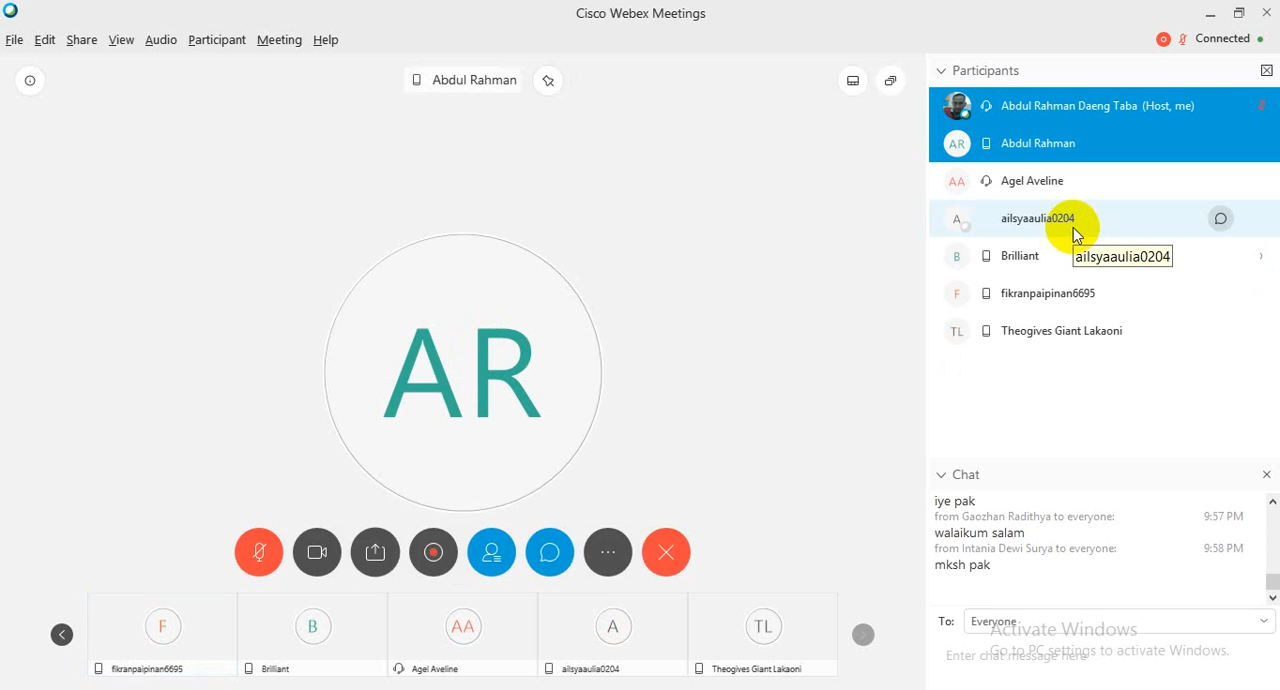 Cisco Webex Meetings
File Edit Share View Audio Participant Meeting Help
Connected
Abdul Rahman
AR
Participants
Abdul Rahman Daeng Taba (Host, me)
AR Abdul Rahman
AA Agel Aveline
A ailsyaaulia0204
ailsyaaulia0204
B Brilliant
F fikranpaipinan6695
TL Theogives Giant Lakaoni
Chat
iye pak
from Gaozhan Radithya to everyone: 9:57 PM
walaikum salam
from Intania Dewi Surya to everyone: 9:58 PM
mksh pak
To: Everyone
Enter chat message here
Activate Windows
Go to PC settings to activate Windows.
F B AA A TL
fikranpaipinan6695 Brilliant Agel Aveline ailsyaaulia0204 Theogives Giant Lakaoni